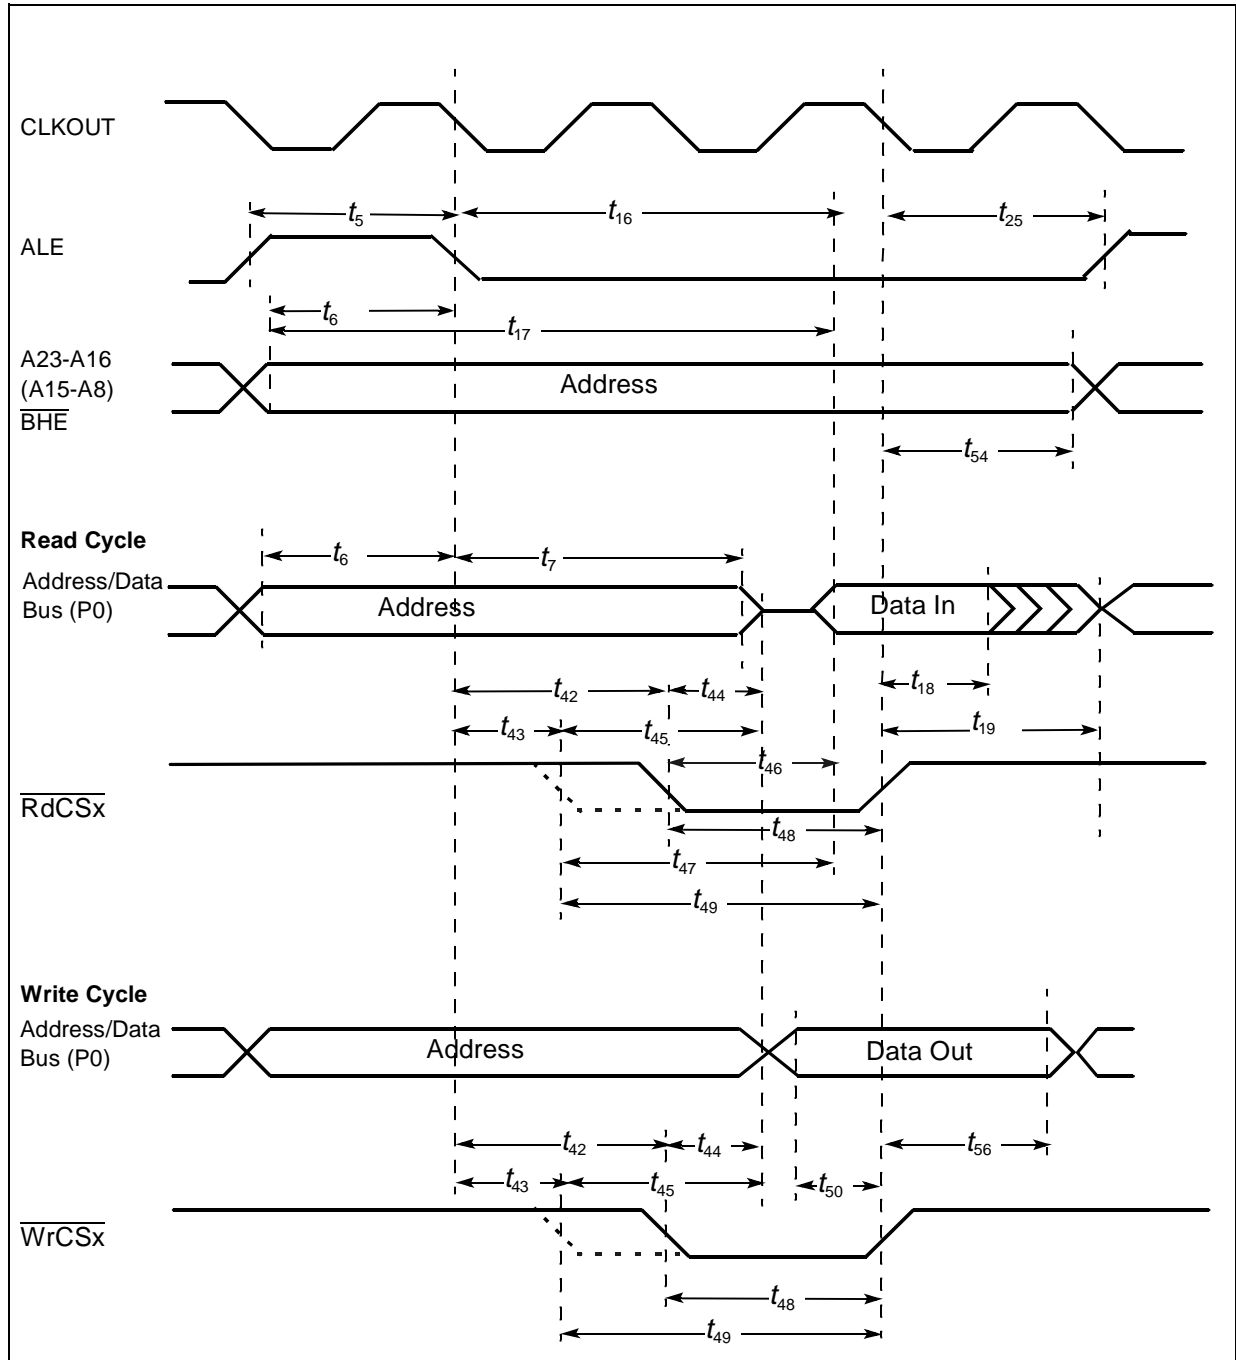 CLKOUT
t5 t16 t25
ALE
t6 t17
A23-A16
(A15-A8)
BHE
Address
t54
Read Cycle
t6 t7
Address/Data
Bus (P0)
Address Data In
t42 t44 t18
t43 t45 t19
t46
RdCSx
t48
t47
t49
Write Cycle
Address/Data
Bus (P0)
Address Data Out
t42 t44 t56
t43 t45 t50
WrCSx
t48
t49